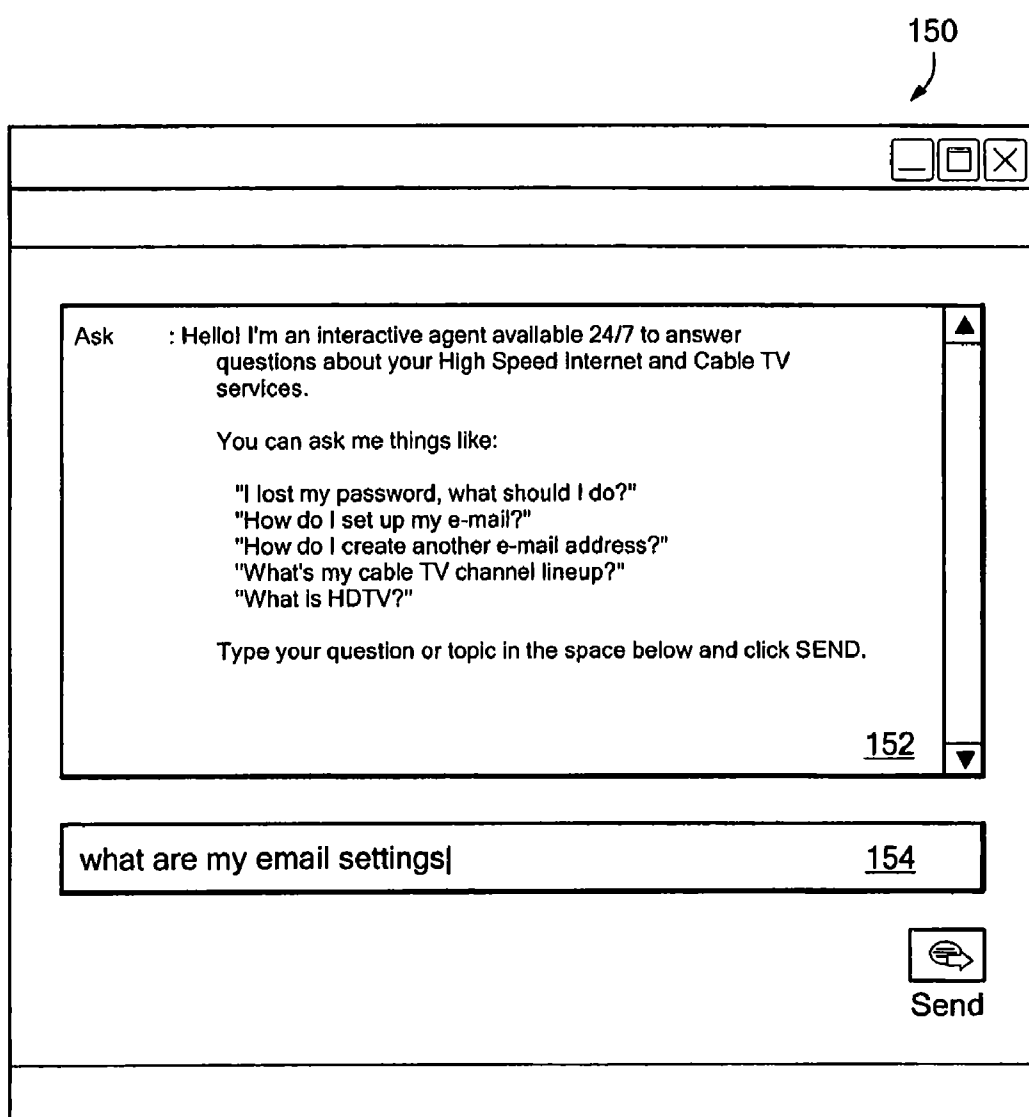 150
Ask : Hello! I'm an interactive agent available 24/7 to answer
questions about your High Speed Internet and Cable TV
services.
You can ask me things like:
"I lost my password, what should I do?"
"How do I set up my e-mail?"
"How do I create another e-mail address?"
"What's my cable TV channel lineup?"
"What is HDTV?"
Type your question or topic in the space below and click SEND.
152
what are my email settings
154
Send